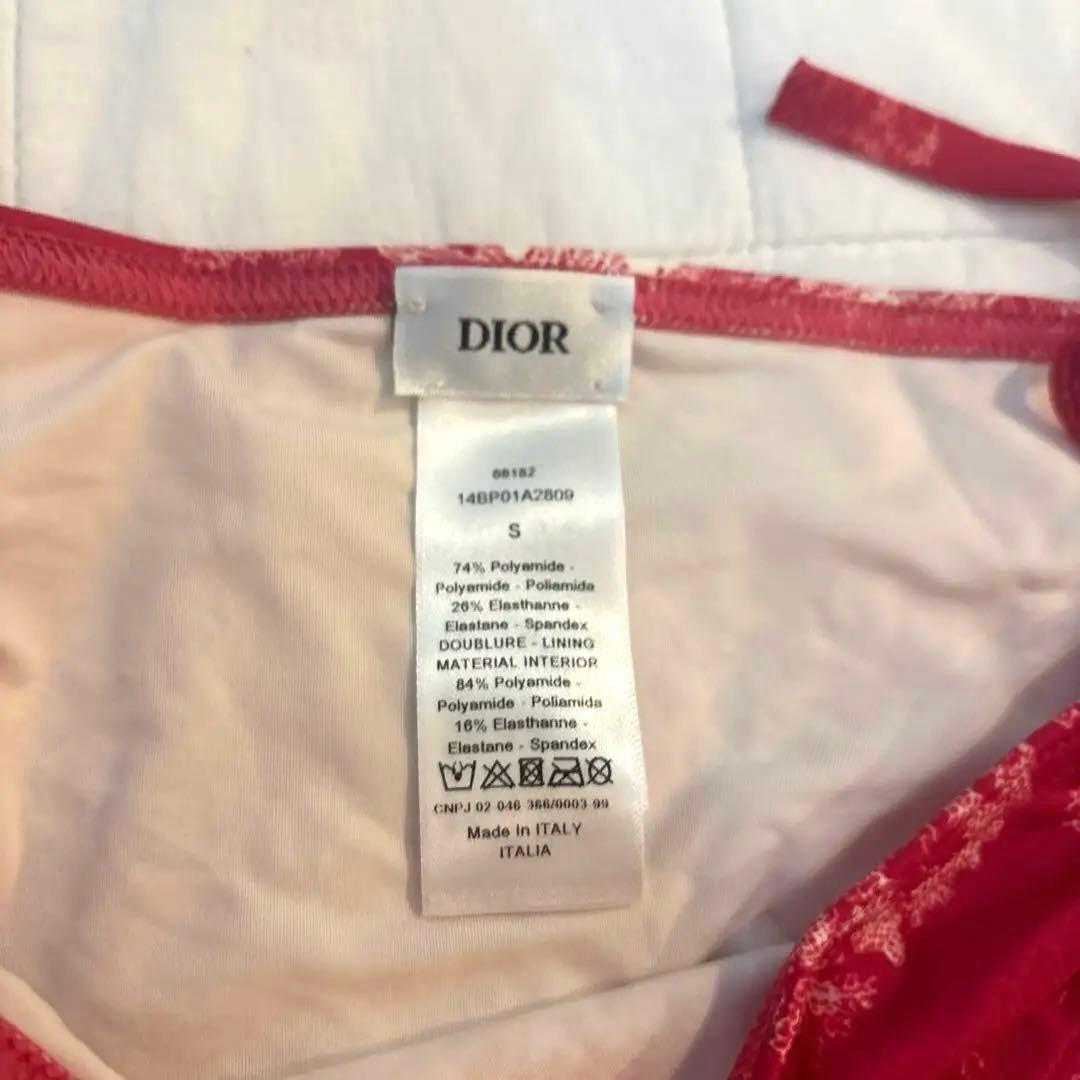 DIOR
14BP01A2809
S
74% Polyamide -
Polyamide - Poliamida
26% Elasthanne -
Elastane - Spandex
DOUBLURE - LINING
MATERIAL INTERIOR
84% Polyamide -
Polyamide - Poliamida
16% Elasthanne -
Elastane - Spandex
CNPJ 02 046 366/0003 99
Made in ITALY
ITALIA